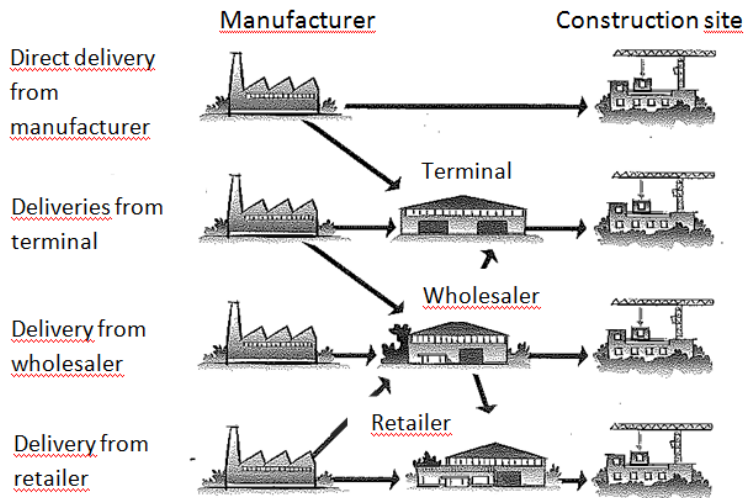 Manufacturer
Construction site
Direct delivery
from
manufacturer
Terminal
Deliveries from
terminal
Wholesaler
Delivery from
wholesaler
Retailer
Delivery from
retailer